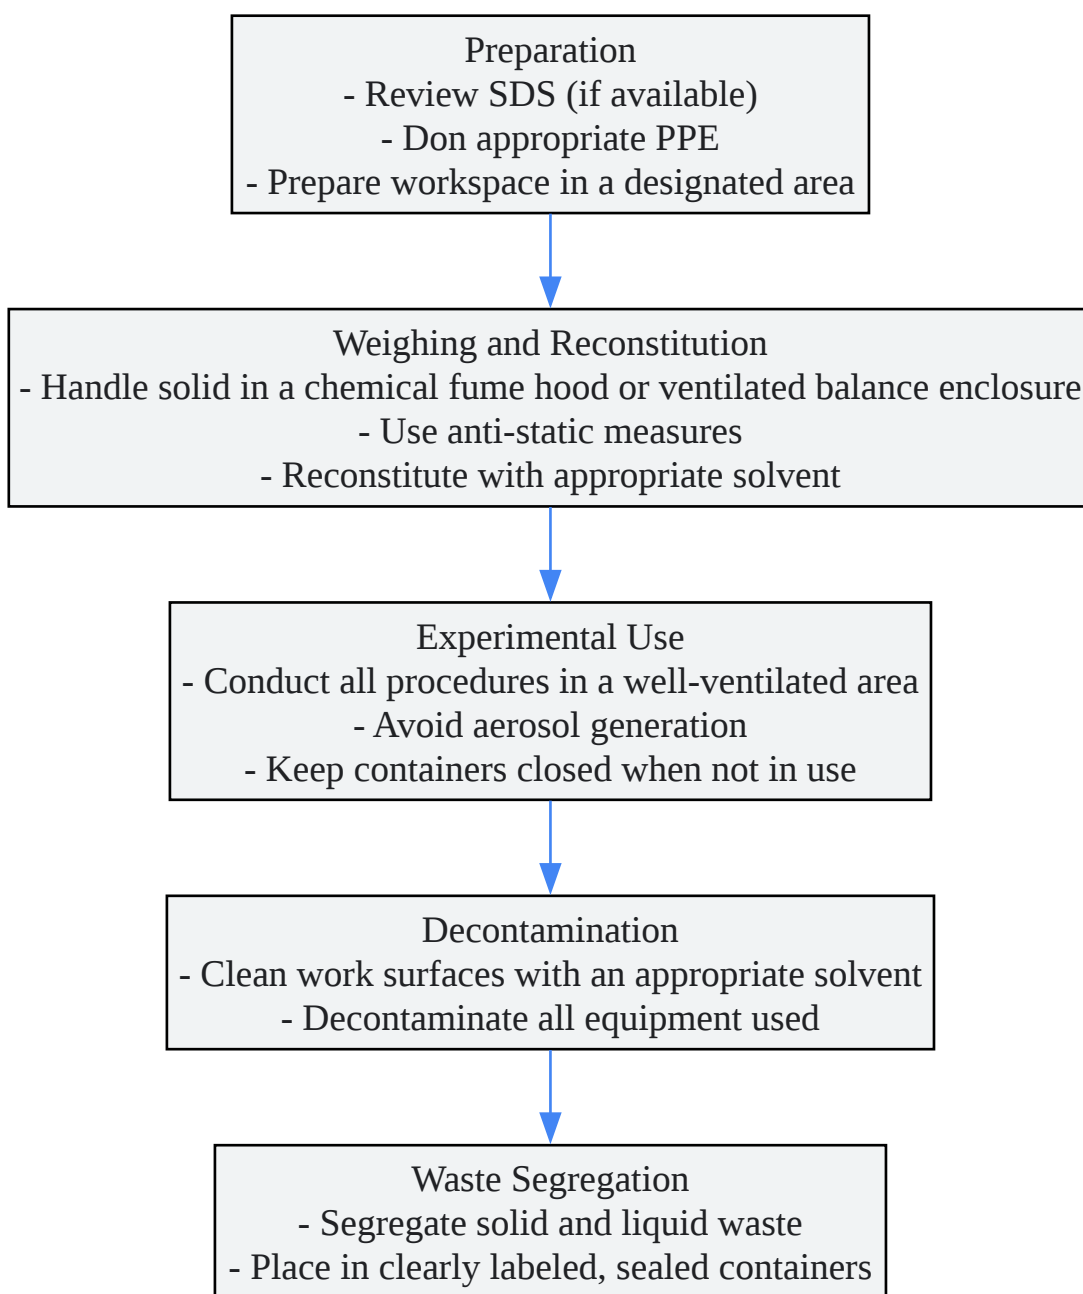 Preparation
- Review SDS (if available)
- Don appropriate PPE
- Prepare workspace in a designated area
Weighing and Reconstitution
- Handle solid in a chemical fume hood or ventilated balance enclosure
- Use anti-static measures
- Reconstitute with appropriate solvent
Experimental Use
- Conduct all procedures in a well-ventilated area
- Avoid aerosol generation
- Keep containers closed when not in use
Decontamination
- Clean work surfaces with an appropriate solvent
- Decontaminate all equipment used
Waste Segregation
- Segregate solid and liquid waste
- Place in clearly labeled, sealed containers